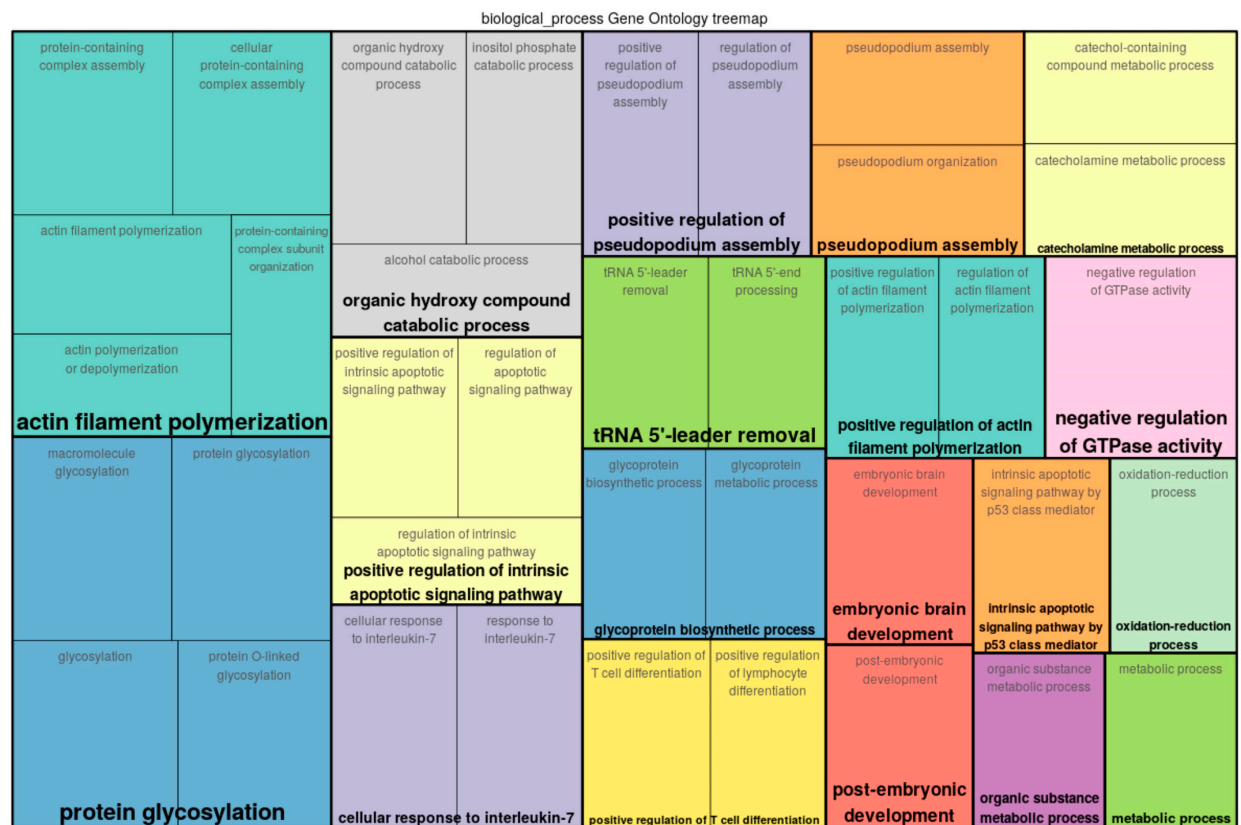 biological_process Gene Ontology treemap
protein-containing
complex assembly
cellular
protein-containing
complex assembly
actin filament polymerization
protein-containing
complex subunit
organization
actin polymerization
or depolymerization
actin filament polymerization
macromolecule
glycosylation
protein glycosylation
glycosylation
protein O-linked
glycosylation
protein glycosylation
organic hydroxy
compound catabolic
process
inositol phosphate
catabolic process
alcohol catabolic process
organic hydroxy compound
catabolic process
positive regulation of
intrinsic apoptotic
signaling pathway
regulation of
apoptotic
signaling pathway
regulation of intrinsic
apoptotic signaling pathway
positive regulation of intrinsic
apoptotic signaling pathway
cellular response
to interleukin-7
response to
interleukin-7
cellular response to interleukin-7
positive
regulation of
pseudopodium
assembly
regulation of
pseudopodium
assembly
positive regulation of
pseudopodium assembly
pseudopodium assembly
pseudopodium organization
pseudopodium assembly
catechol-containing
compound metabolic process
catecholamine metabolic process
catecholamine metabolic process
tRNA 5'-leader
removal
tRNA 5'-end
processing
tRNA 5'-leader removal
glycoprotein
biosynthetic process
glycoprotein
metabolic process
glycoprotein biosynthetic process
positive regulation of
T cell differentiation
positive regulation
of lymphocyte
differentiation
positive regulation of T cell differentiation
positive regulation
of actin filament
polymerization
regulation of
actin filament
polymerization
positive regulation of actin
filament polymerization
negative regulation
of GTPase activity
negative regulation
of GTPase activity
embryonic brain
development
embryonic brain
development
intrinsic apoptotic
signaling pathway by
p53 class mediator
intrinsic apoptotic
signaling pathway by
p53 class mediator
oxidation-reduction
process
oxidation-reduction
process
post-embryonic
development
post-embryonic
development
organic substance
metabolic process
organic substance
metabolic process
metabolic process
metabolic process